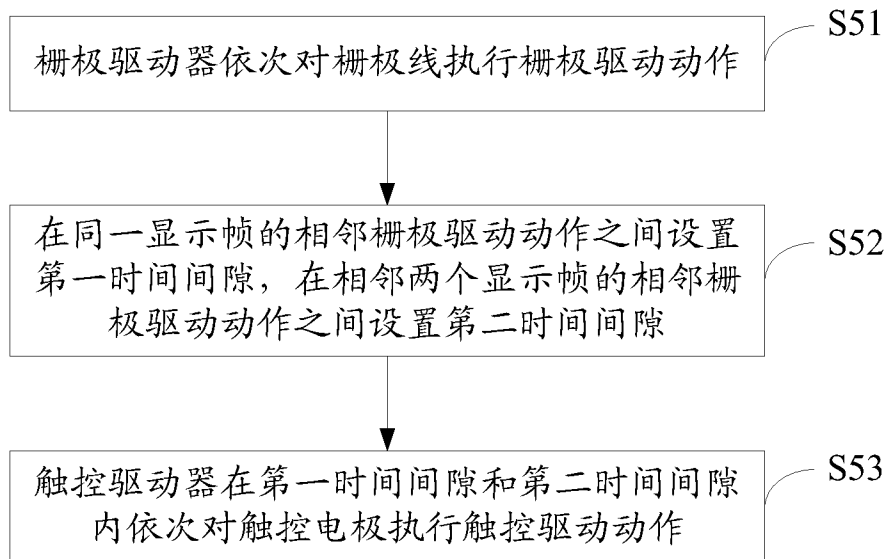 栅极驱动器依次对栅极线执行栅极驱动动作
S51
在同一显示帧的相邻栅极驱动动作之间设置
第一时间间隙，在相邻两个显示帧的相邻栅
极驱动动作之间设置第二时间间隙
S52
触控驱动器在第一时间间隙和第二时间间隙
内依次对触控电极执行触控驱动动作
S53